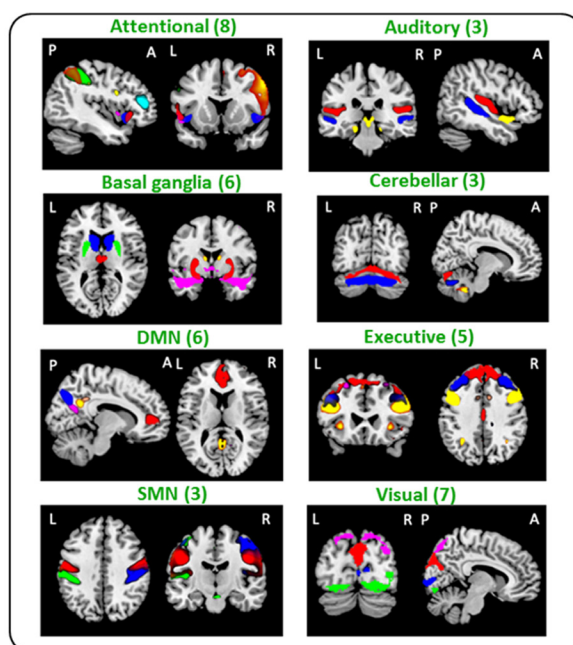 Attentional (8)
P A L R
Auditory (3)
L R P A
Basal ganglia (6)
L R
Cerebellar (3)
L R P A
DMN (6)
P A L R
Executive (5)
L R
SMN (3)
L R
Visual (7)
L R P A